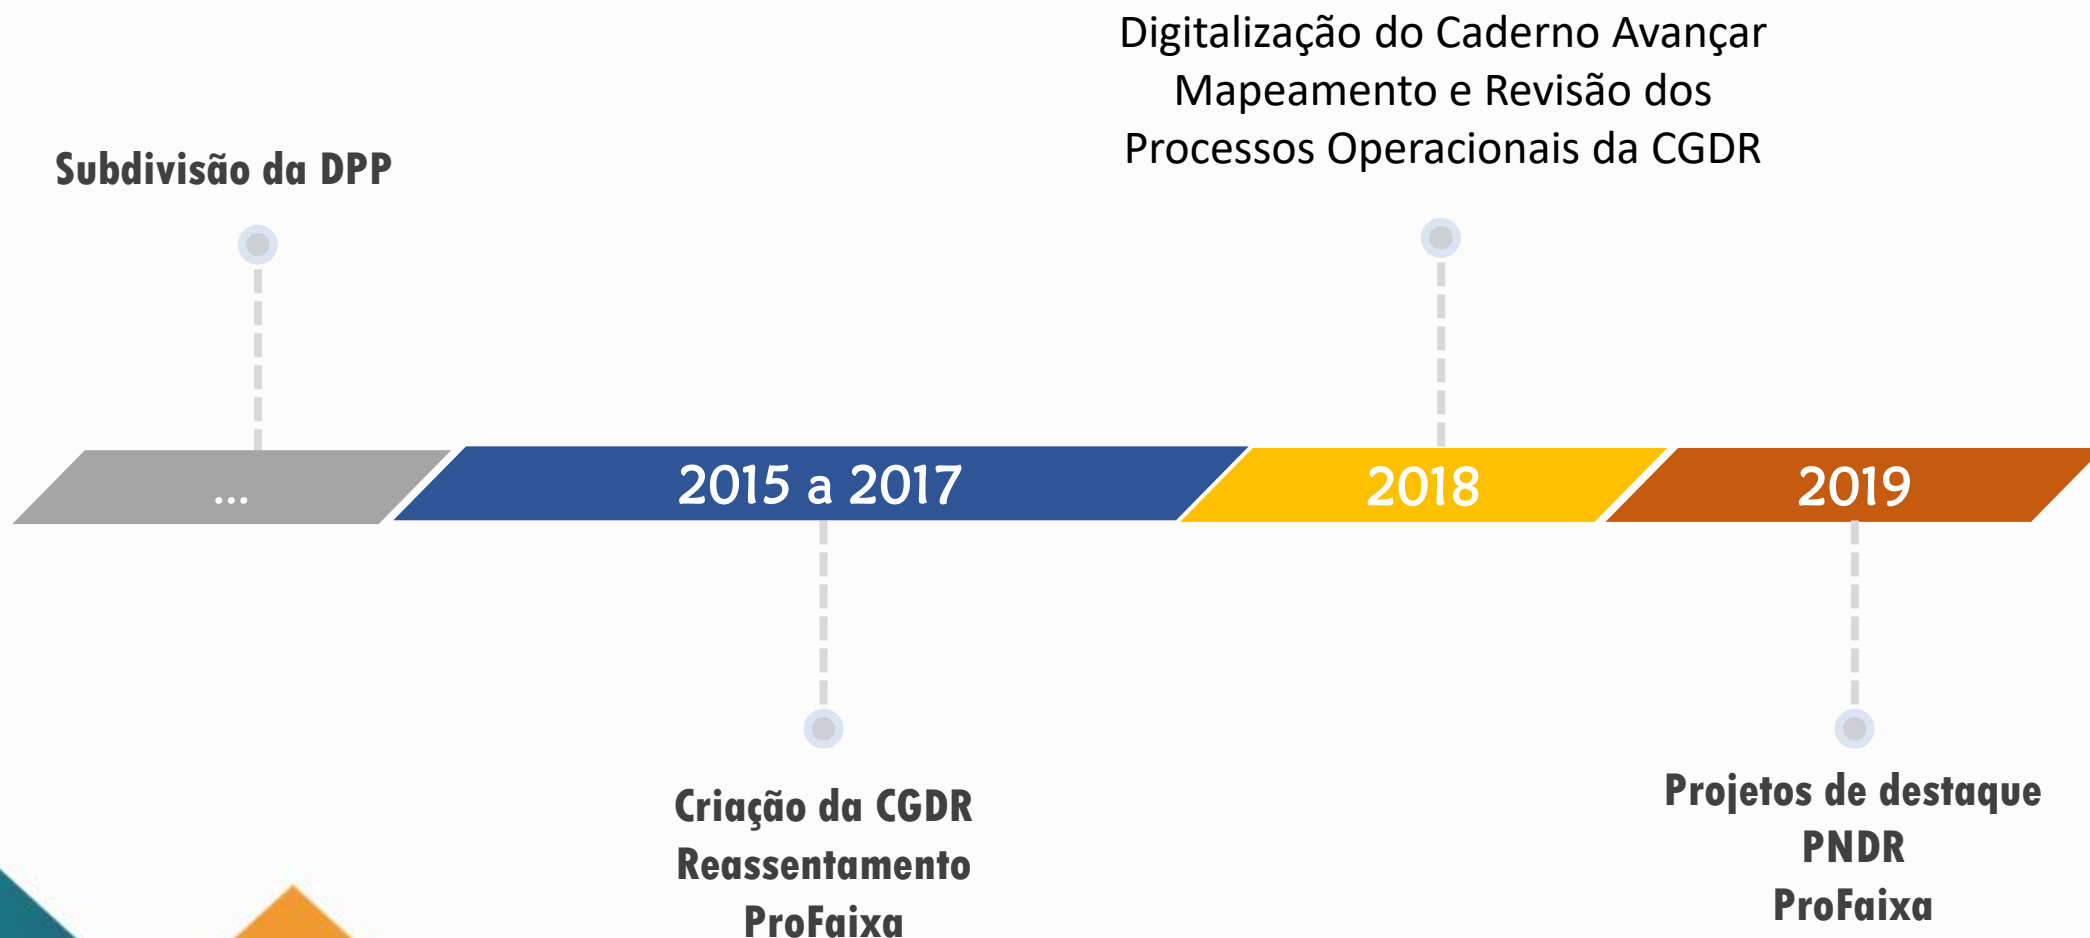 Digitalização do Caderno Avançar
Mapeamento e Revisão dos
Processos Operacionais da CGDR
Subdivisão da DPP
...
2015 a 2017
2018
2019
Criação da CGDR
Reassentamento
ProFaixa
Projetos de destaque
PNDR
ProFaixa